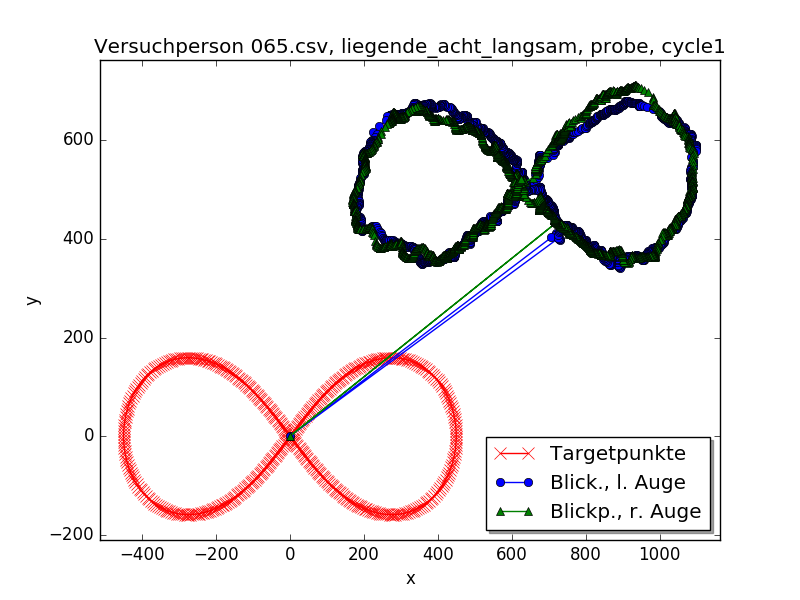 Versuchperson 065.csv, liegende_acht_langsam, probe, cycle1
y
600
400
200
0
−200
−400
−200
0
200
400
600
800
1000
x
Targetpunkte
Blick., l. Auge
Blickp., r. Auge